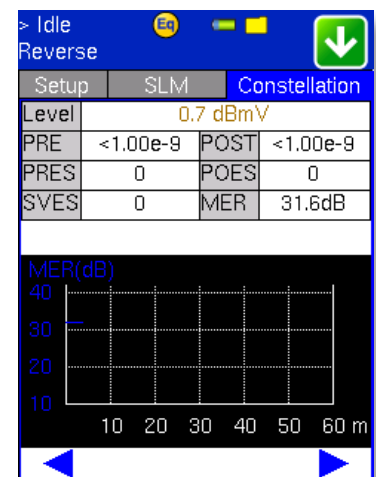 > Idle Eq
Reverse
Setup SLM Constellation
Level 0.7 dBmV
PRE <1.00e-9 POST <1.00e-9
PRES 0 POES 0
SVES 0 MER 31.6dB
MER(dB)
40
30
20
10
10 20 30 40 50 60 m